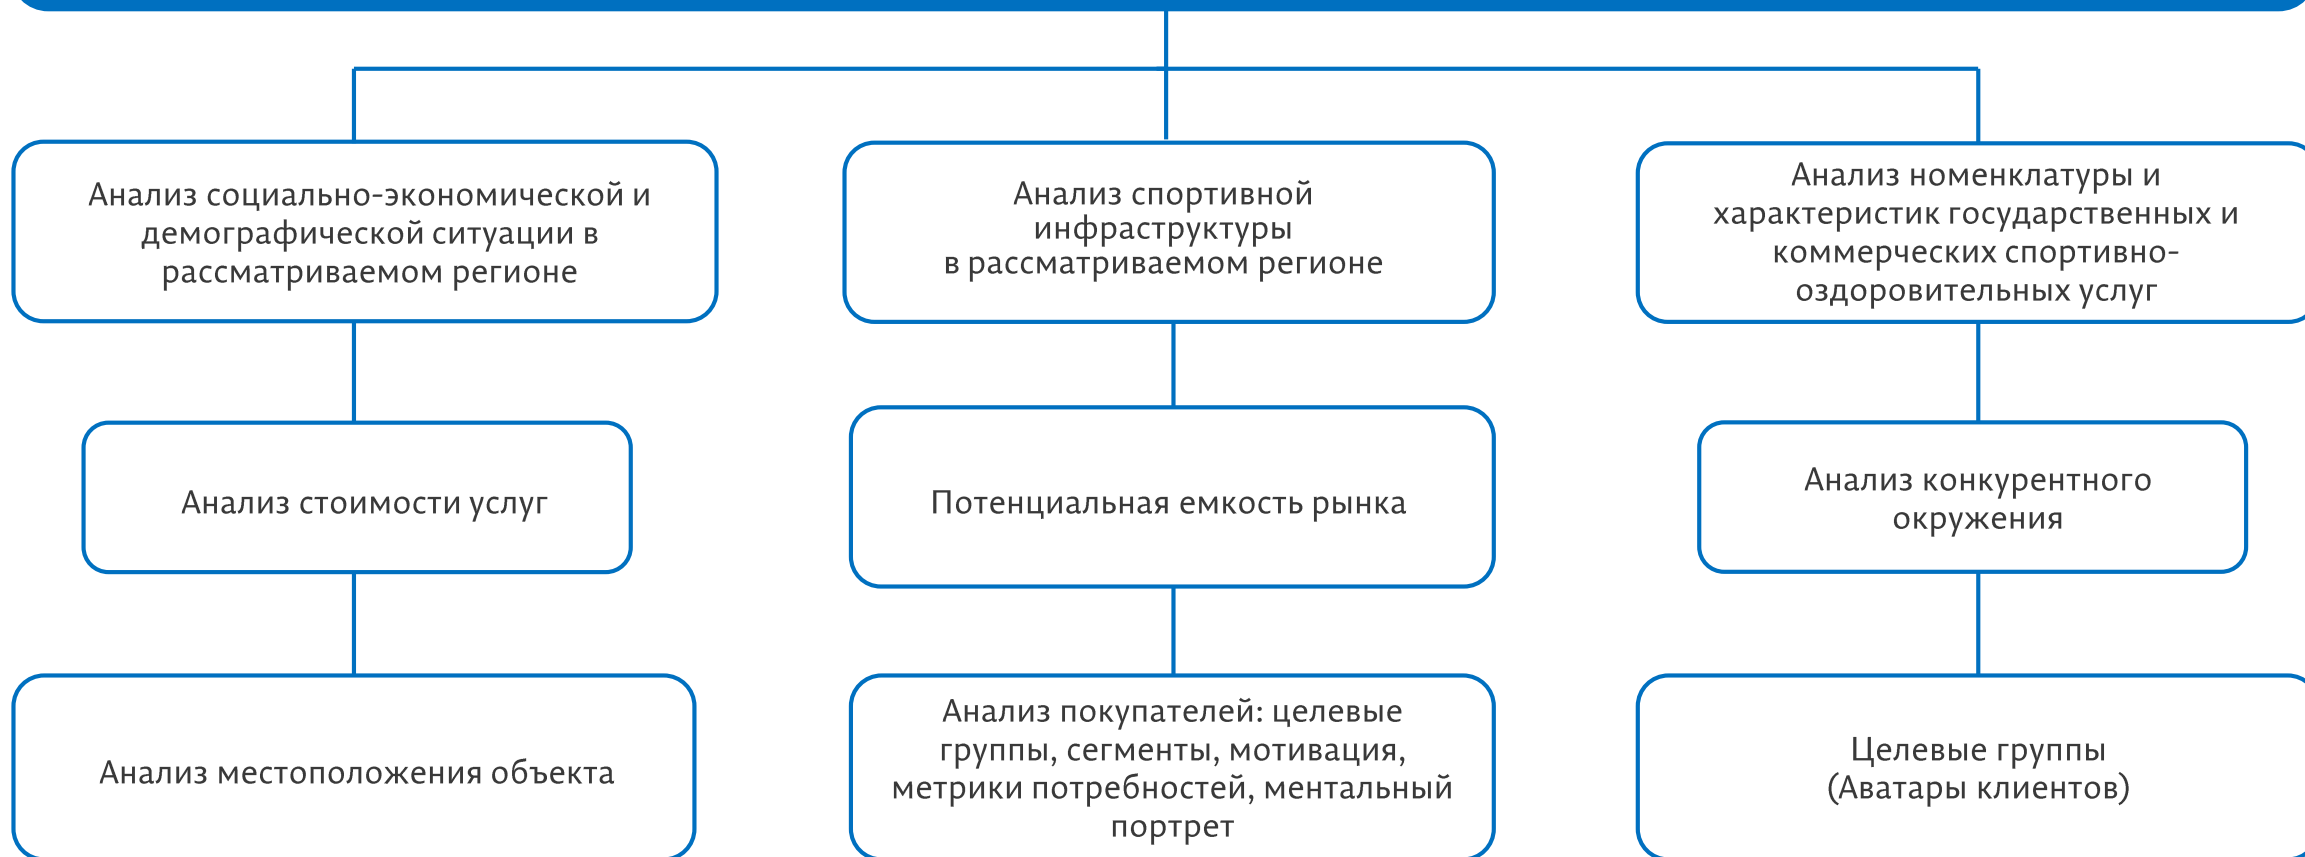 Анализ социально-экономической и
демографической ситуации в
рассматриваемом регионе
Анализ спортивной
инфраструктуры
в рассматриваемом регионе
Анализ номенклатуры и
характеристик государственных и
коммерческих спортивно-
оздоровительных услуг
Анализ стоимости услуг
Потенциальная емкость рынка
Анализ конкурентного
окружения
Анализ местоположения объекта
Анализ покупателей: целевые
группы, сегменты, мотивация,
метрики потребностей, ментальный
портрет
Целевые группы
(Аватары клиентов)